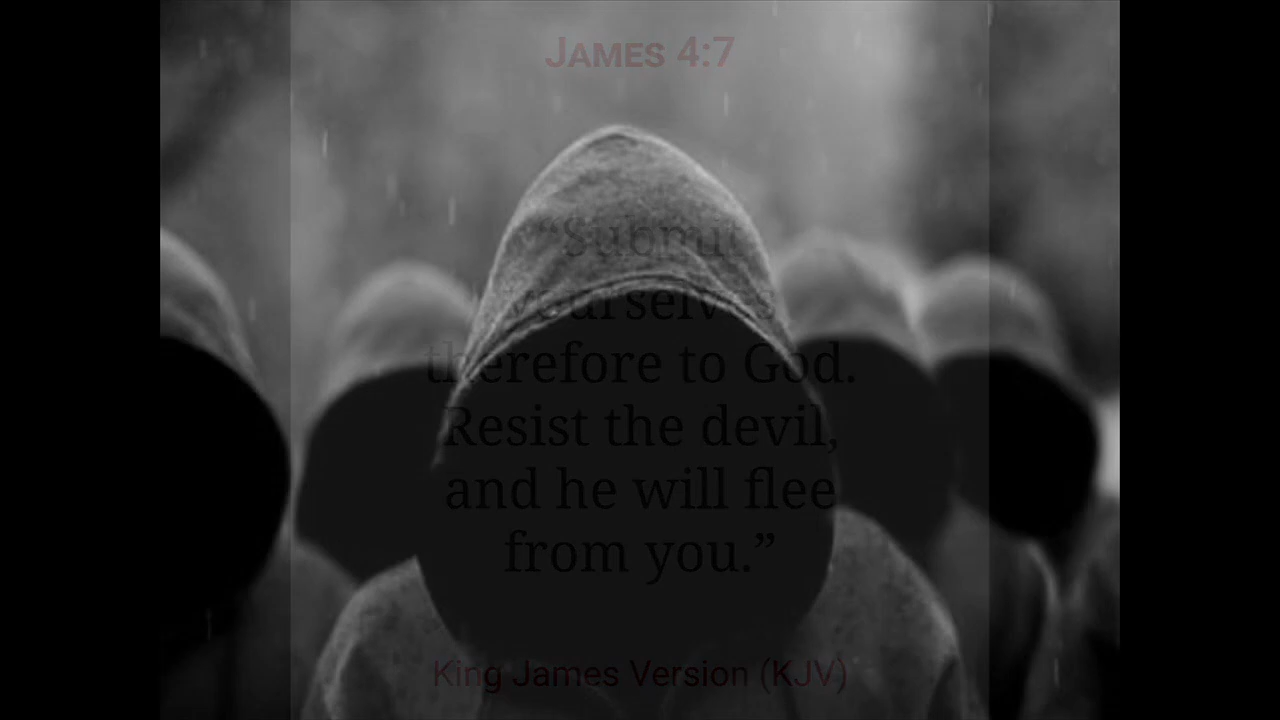 JAMES 4:7
“Submit
yourselves
therefore to God.
Resist the devil,
and he will flee
from you.”
King James Version (KJV)